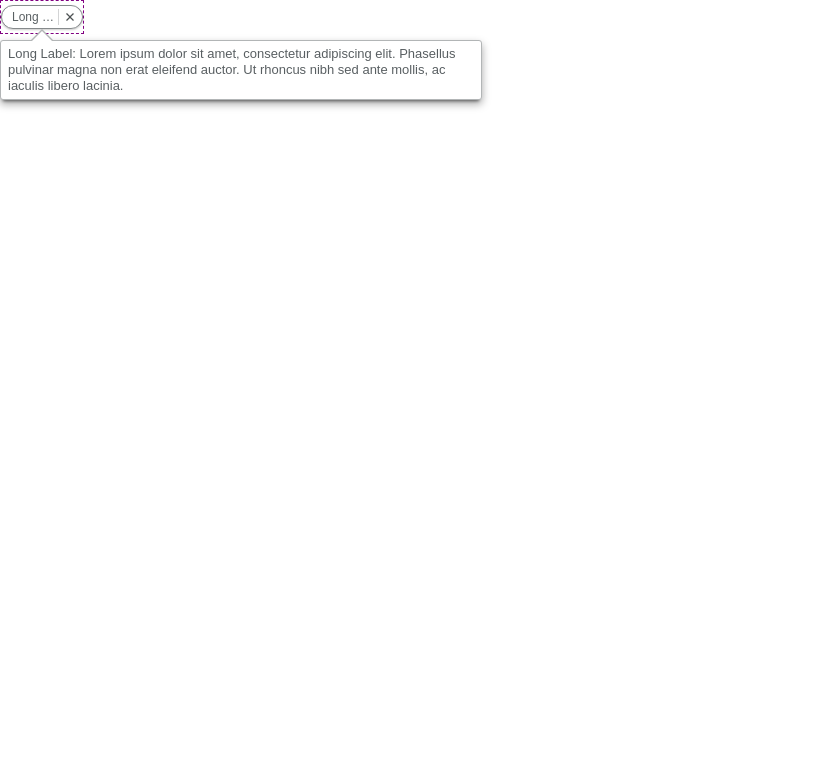 Long ...
Long Label: Lorem ipsum dolor sit amet, consectetur adipiscing elit. Phasellus
pulvinar magna non erat eleifend auctor. Ut rhoncus nibh sed ante mollis, ac
iaculis libero lacinia.